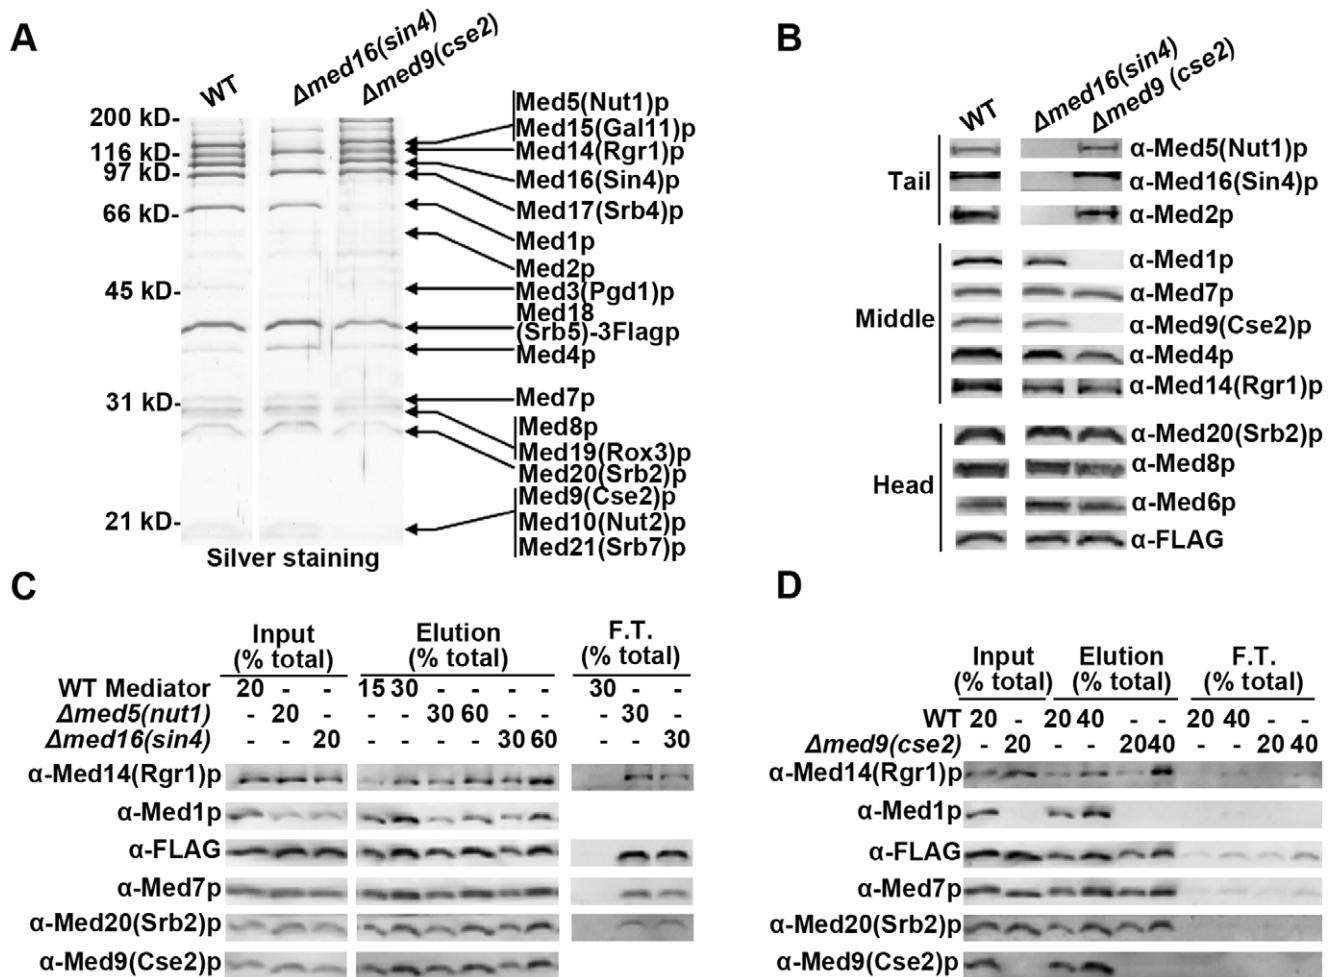 A
WT
Δmed16(sin4)
Δmed9(cse2)
200 kD-
116 kD-
97 kD-
66 kD-
45 kD-
31 kD-
21 kD-
Med5(Nut1)p
Med15(Gal11)p
Med14(Rgr1)p
Med16(Sin4)p
Med17(Srb4)p
Med1p
Med2p
Med3(Pgd1)p
Med18
(Srb5)-3Flagp
Med4p
Med7p
Med8p
Med19(Rox3)p
Med20(Srb2)p
Med9(Cse2)p
Med10(Nut2)p
Med21(Srb7)p
Silver staining
B
WT
Δmed16(sin4)
Δmed9 (cse2)
Tail
α-Med5(Nut1)p
α-Med16(Sin4)p
α-Med2p
Middle
α-Med1p
α-Med7p
α-Med9(Cse2)p
α-Med4p
α-Med14(Rgr1)p
Head
α-Med20(Srb2)p
α-Med8p
α-Med6p
α-FLAG
C
Input Elution F.T.
(% total) (% total) (% total)
WT Mediator 20 - - 15 30 - - - - 30 - -
Δmed5(nut1) - 20 - - - 30 60 - - - 30 -
Δmed16(sin4) - - 20 - - - - 30 60 - - 30
α-Med14(Rgr1)p
α-Med1p
α-FLAG
α-Med7p
α-Med20(Srb2)p
α-Med9(Cse2)p
D
Input Elution F.T.
(% total) (% total) (% total)
WT 20 - 20 40 - - 20 40 - -
Δmed9(cse2) - 20 - - 20 40 - - 20 40
α-Med14(Rgr1)p
α-Med1p
α-FLAG
α-Med7p
α-Med20(Srb2)p
α-Med9(Cse2)p